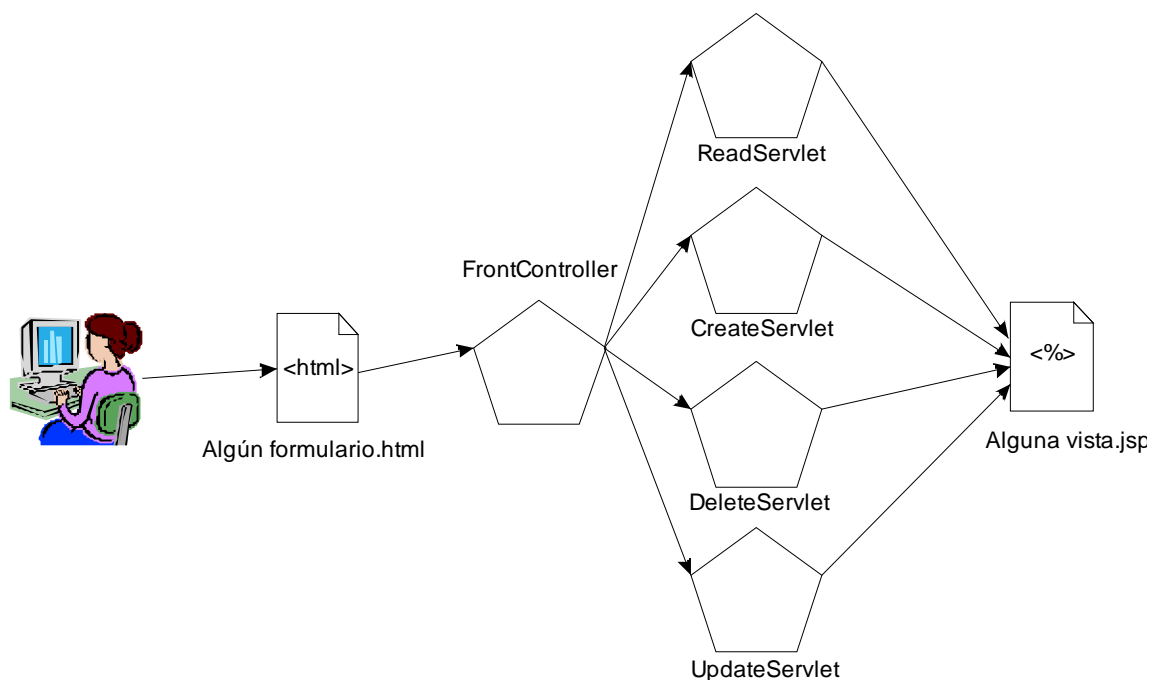 ReadServlet
FrontController
CreateServlet
<html>
<%>
Algún formulario.html
Alguna vista.jsp
DeleteServlet
UpdateServlet